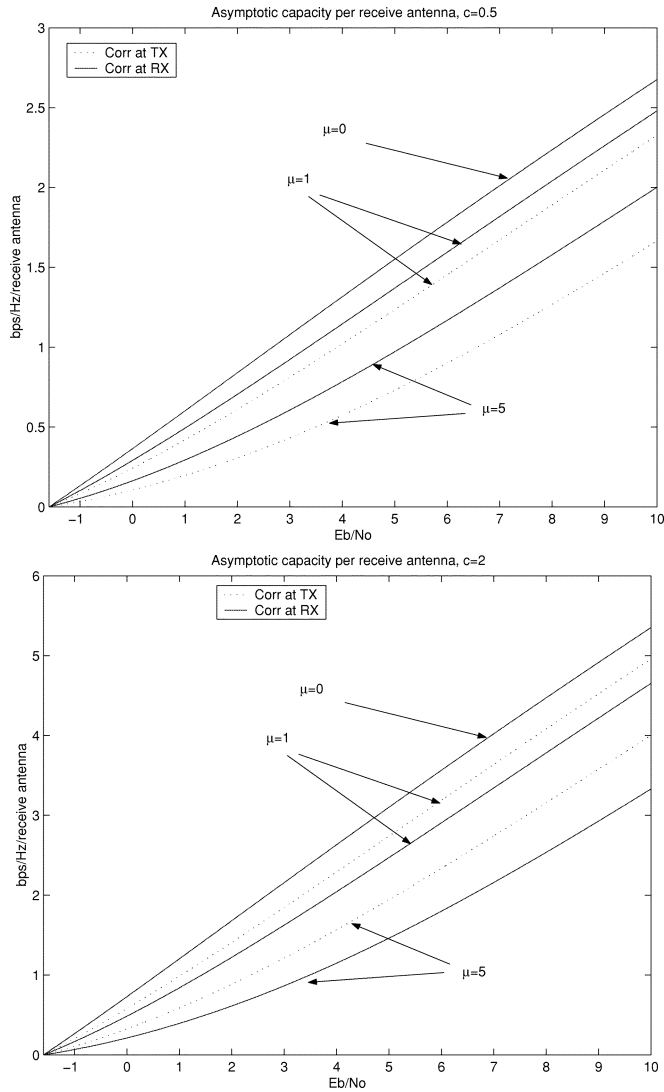 Asymptotic capacity per receive antenna, c=0.5
3
Corr at TX
Corr at RX
2.5
μ=0
2
μ=1
bps/Hz/receive antenna
1.5
1
μ=5
0.5
0
−1 0 1 2 3 4 5 6 7 8 9 10
Eb/No
Asymptotic capacity per receive antenna, c=2
6
Corr at TX
Corr at RX
5
μ=0
4
μ=1
bps/Hz/receive antenna
3
2
μ=5
1
0
−1 0 1 2 3 4 5 6 7 8 9 10
Eb/No